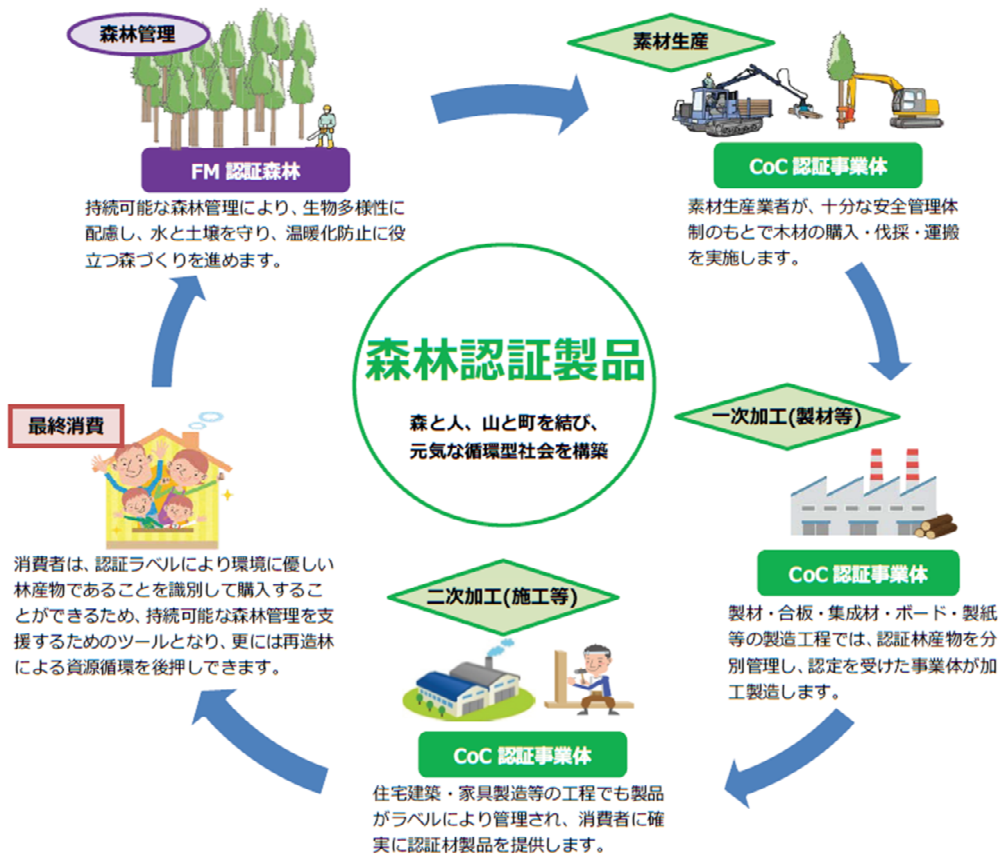 森林管理
FM 認証森林
持続可能な森林管理により、生物多様性に
配慮し、水と土壌を守り、温暖化防止に役
立つ森づくりを進めます。
素材生産
CoC 認証事業体
素材生産業者が、十分な安全管理体
制のもとで木材の購入・伐採・運搬
を実施します。
森林認証製品
森と人、山と町を結び、
元気な循環型社会を構築
一次加工(製材等)
CoC 認証事業体
製材・合板・集成材・ボード・製紙
等の製造工程では、認証林産物を分
別管理し、認定を受けた事業体が加
工製造します。
二次加工(施工等)
CoC 認証事業体
住宅建築・家具製造等の工程でも製品
がラベルにより管理され、消費者に確
実に認証材製品を提供します。
最終消費
消費者は、認証ラベルにより環境に優しい
林産物であることを識別して購入するこ
とができるため、持続可能な森林管理を支
援するためのツールとなり、更には再造林
による資源循環を後押しできます。